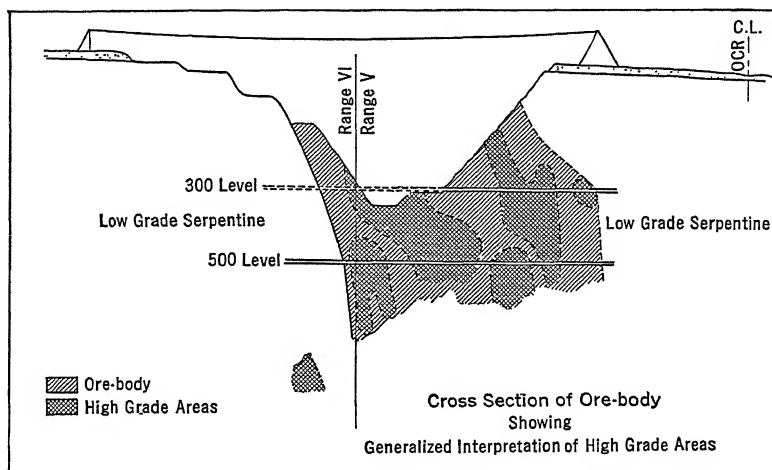 C.L.
OCR
Range VI
Range V
300 Level
Low Grade Serpentine
Low Grade Serpentine
500 Level
Ore-body
High Grade Areas
Cross Section of Ore-body
Showing
Generalized Interpretation of High Grade Areas